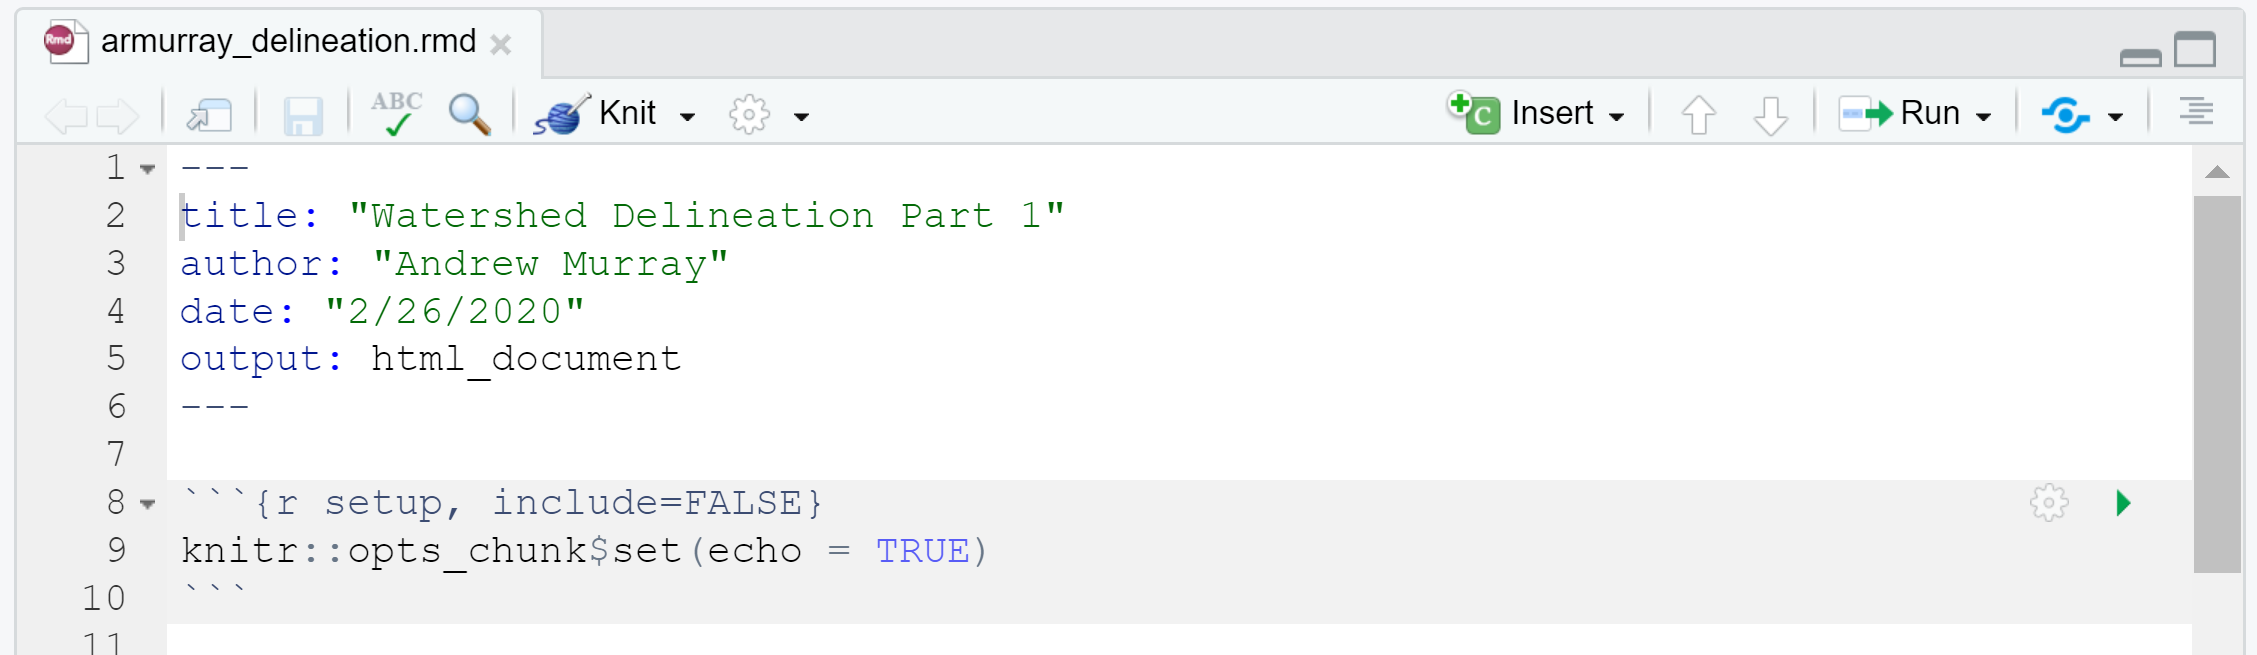 Rmd armurray_delineation.rmd
ABC Knit Insert Run
1 ---
2 title: "Watershed Delineation Part 1"
3 author: "Andrew Murray"
4 date: "2/26/2020"
5 output: html_document
6 ---
7
8 ```{r setup, include=FALSE}
9 knitr::opts_chunk$set(echo = TRUE)
10 ```
11